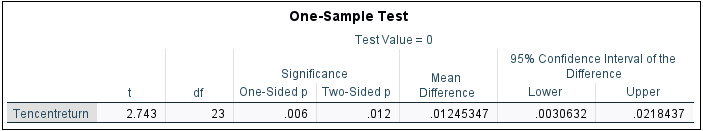 One-Sample Test
Test Value = 0
95% Confidence Interval of the
Significance Mean Difference
t df One-Sided p Two-Sided p Difference Lower Upper
Tencentreturn 2.743 23 .006 .012 .01245347 .0030632 .0218437